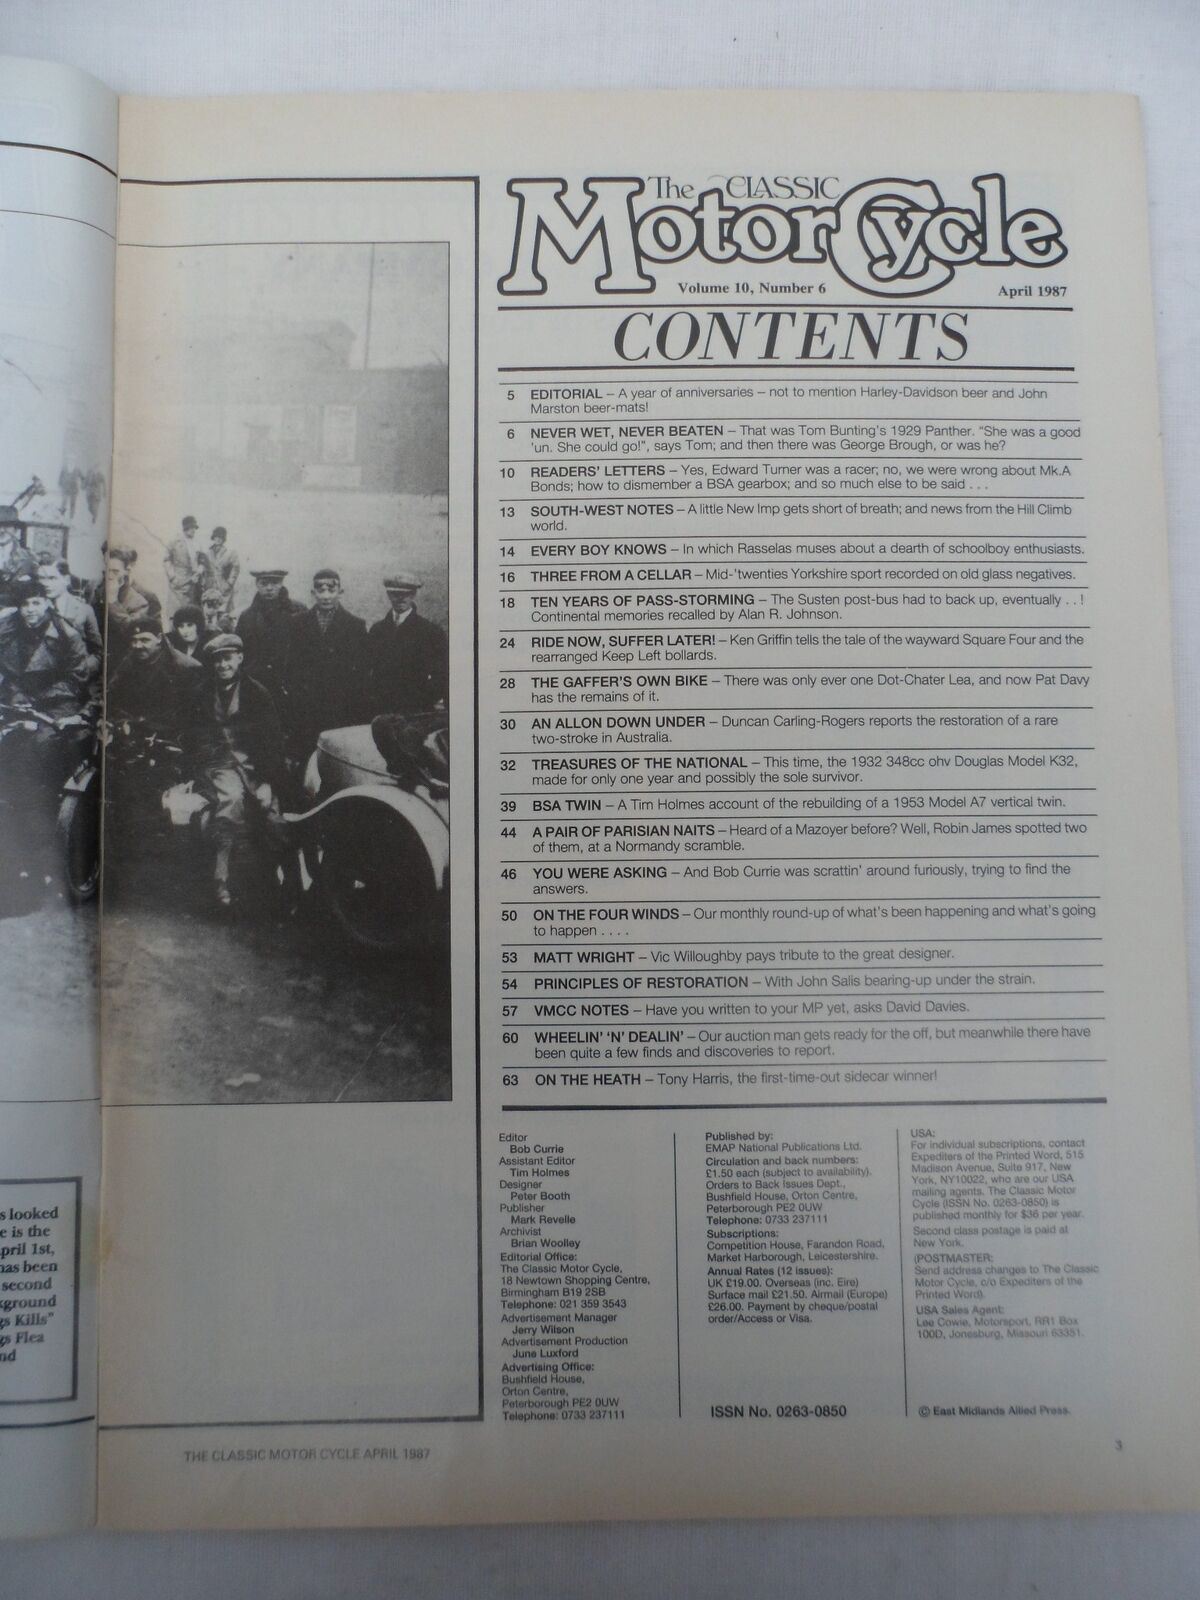 The CLASSIC
MotorCycle
Volume 10, Number 6
April 1987
CONTENTS
5 EDITORIAL – A year of anniversaries – not to mention Harley-Davidson beer and John
Marston beer-mats!
6 NEVER WET, NEVER BEATEN – That was Tom Bunting's 1929 Panther. "She was a good
'un. She could go!", says Tom; and then there was George Brough, or was he?
10 READERS' LETTERS – Yes, Edward Turner was a racer; no, we were wrong about Mk.A
Bonds; how to dismember a BSA gearbox; and so much else to be said . . .
13 SOUTH-WEST NOTES – A little New Imp gets short of breath; and news from the Hill Climb
world.
14 EVERY BOY KNOWS – In which Rasselas muses about a dearth of schoolboy enthusiasts.
16 THREE FROM A CELLAR – Mid-'twenties Yorkshire sport recorded on old glass negatives.
18 TEN YEARS OF PASS-STORMING – The Susten post-bus had to back up, eventually . . !
Continental memories recalled by Alan R. Johnson.
24 RIDE NOW, SUFFER LATER! – Ken Griffin tells the tale of the wayward Square Four and the
rearranged Keep Left bollards.
28 THE GAFFER'S OWN BIKE – There was only ever one Dot-Chater Lea, and now Pat Davy
has the remains of it.
30 AN ALLON DOWN UNDER – Duncan Carling-Rogers reports the restoration of a rare
two-stroke in Australia.
32 TREASURES OF THE NATIONAL – This time, the 1932 348cc ohv Douglas Model K32,
made for only one year and possibly the sole survivor.
39 BSA TWIN – A Tim Holmes account of the rebuilding of a 1953 Model A7 vertical twin.
44 A PAIR OF PARISIAN NAITS – Heard of a Mazoyer before? Well, Robin James spotted two
of them, at a Normandy scramble.
46 YOU WERE ASKING – And Bob Currie was scrattin' around furiously, trying to find the
answers.
50 ON THE FOUR WINDS – Our monthly round-up of what's been happening and what's going
to happen . . . .
53 MATT WRIGHT – Vic Willoughby pays tribute to the great designer.
54 PRINCIPLES OF RESTORATION – With John Salis bearing-up under the strain.
57 VMCC NOTES – Have you written to your MP yet, asks David Davies.
60 WHEELIN' 'N' DEALIN' – Our auction man gets ready for the off, but meanwhile there have
been quite a few finds and discoveries to report.
63 ON THE HEATH – Tony Harris, the first-time-out sidecar winner!
Editor
Bob Currie
Assistant Editor
Tim Holmes
Designer
Peter Booth
Publisher
Mark Revelle
Archivist
Brian Woolley
Editorial Office:
The Classic Motor Cycle,
18 Newtown Shopping Centre,
Birmingham B19 2SB
Telephone: 021 359 3543
Advertisement Manager
Jerry Wilson
Advertisement Production
June Luxford
Advertising Office:
Bushfield House,
Orton Centre,
Peterborough PE2 0UW
Telephone: 0733 237111
Published by:
EMAP National Publications Ltd.
Circulation and back numbers:
£1.50 each (subject to availability).
Orders to Back Issues Dept.,
Bushfield House, Orton Centre,
Peterborough PE2 0UW
Telephone: 0733 237111
Subscriptions:
Competition House, Farandon Road,
Market Harborough, Leicestershire.
Annual Rates (12 issues):
UK £19.00. Overseas (inc. Eire)
Surface mail £21.50. Airmail (Europe)
£26.00. Payment by cheque/postal
order/Access or Visa.
ISSN No. 0263-0850
USA:
For individual subscriptions, contact
Expediters of the Printed Word, 515
Madison Avenue, Suite 917, New
York, NY10022, who are our USA
mailing agents. The Classic Motor
Cycle (ISSN No. 0263-0850) is
published monthly for $36 per year.
Second class postage is paid at
New York.
(POSTMASTER:
Send address changes to The Classic
Motor Cycle, c/o Expediters of the
Printed Word).
USA Sales Agent:
Lee Cowie, Motorsport, RR1 Box
100D, Jonesburg, Missouri 63351.
© East Midlands Allied Press.
s looked
e is the
pril 1st,
has been
second
kground
gs Kills"
gs Flea
nd
THE CLASSIC MOTOR CYCLE APRIL 1987
3